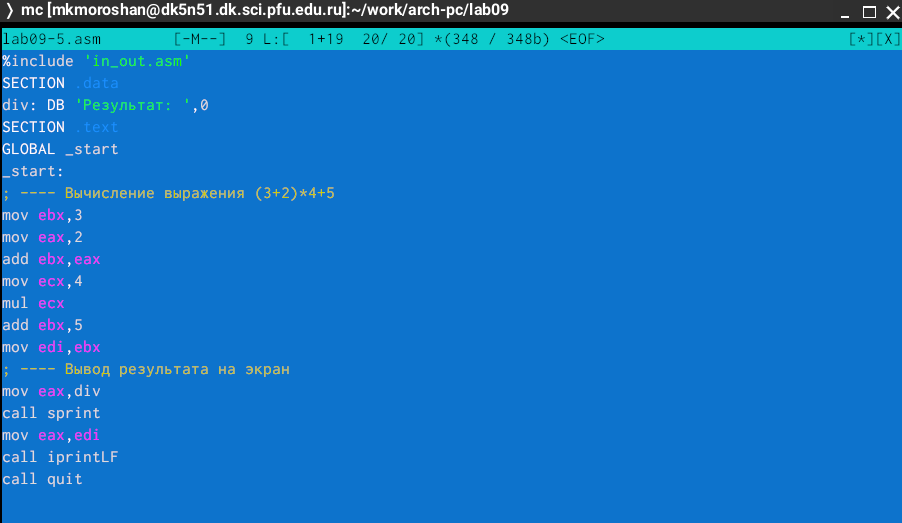 ❭ mc [mkmoroshan@dk5n51.dk.sci.pfu.edu.ru]:~/work/arch-pc/lab09
lab09-5.asm [-M--] 9 L:[ 1+19 20/ 20] *(348 / 348b) <EOF> [*][X]
%include 'in_out.asm'
SECTION .data
div: DB 'Результат: ',0
SECTION .text
GLOBAL _start
_start:
; ---- Вычисление выражения (3+2)*4+5
mov ebx,3
mov eax,2
add ebx,eax
mov ecx,4
mul ecx
add ebx,5
mov edi,ebx
; ---- Вывод результата на экран
mov eax,div
call sprint
mov eax,edi
call iprintLF
call quit